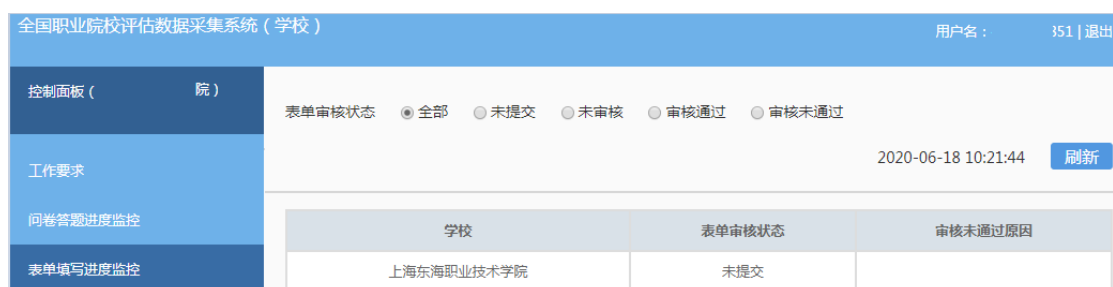 全国职业院校评估数据采集系统（学校）
用户名： 351 | 退出
控制面板（ 院）
表单审核状态 全部 未提交 未审核 审核通过 审核未通过
2020-06-18 10:21:44 刷新
工作要求
问卷答题进度监控
学校 表单审核状态 审核未通过原因
表单填写进度监控
上海东海职业技术学院 未提交